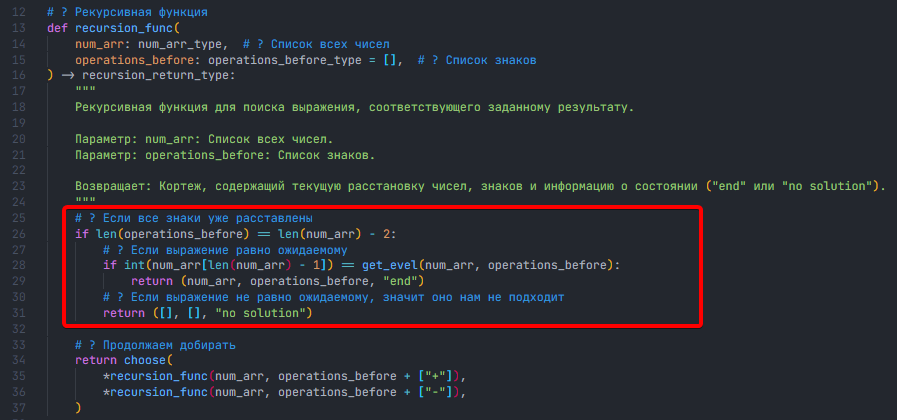 12 # ? Рекурсивная функция
13 def recursion_func(
14 num_arr: num_arr_type, # ? Список всех чисел
15 operations_before: operations_before_type = [], # ? Список знаков
16 ) -> recursion_return_type:
17 """
18 Рекурсивная функция для поиска выражения, соответствующего заданному результату.
19
20 Параметр: num_arr: Список всех чисел.
21 Параметр: operations_before: Список знаков.
22
23 Возвращает: Кортеж, содержащий текущую расстановку чисел, знаков и информацию о состоянии ("end" или "no solution").
24 """
25 # ? Если все знаки уже расставлены
26 if len(operations_before) == len(num_arr) - 2:
27 # ? Если выражение равно ожидаемому
28 if int(num_arr[len(num_arr) - 1]) == get_evel(num_arr, operations_before):
29 return (num_arr, operations_before, "end")
30 # ? Если выражение не равно ожидаемому, значит оно нам не подходит
31 return ([], [], "no solution")
32
33 # ? Продолжаем добирать
34 return choose(
35 *recursion_func(num_arr, operations_before + ["+"]),
36 *recursion_func(num_arr, operations_before + ["-"]),
37 )